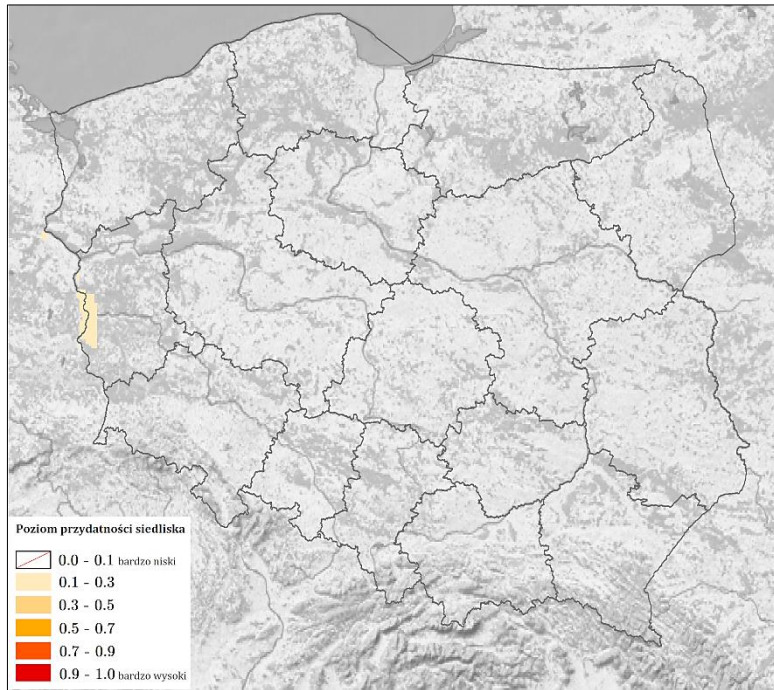 Poziom przydatności siedliska
0.0 - 0.1 bardzo niski
0.1 - 0.3
0.3 - 0.5
0.5 - 0.7
0.7 - 0.9
0.9 - 1.0 bardzo wysoki